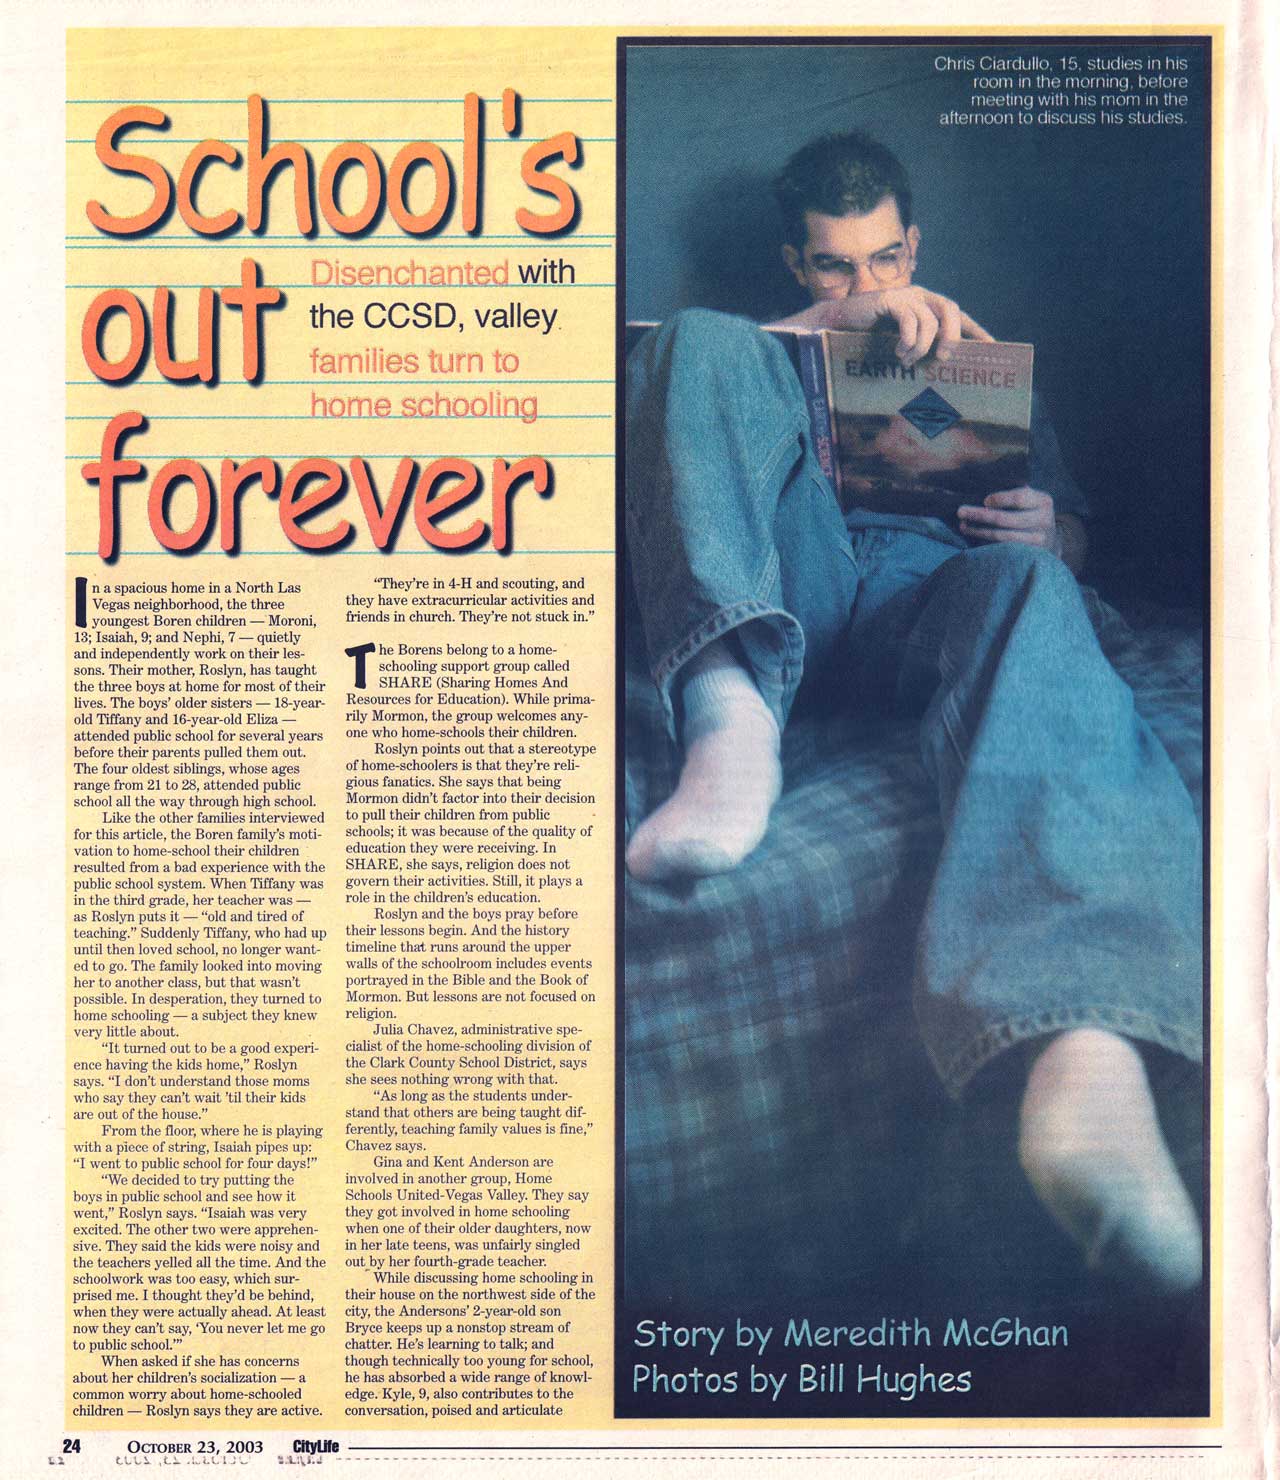 School's
out
forever
Disenchanted with
the CCSD, valley
families turn to
home schooling
In a spacious home in a North Las
Vegas neighborhood, the three
youngest Boren children — Moroni,
13; Isaiah, 9; and Nephi, 7 — quietly
and independently work on their les-
sons. Their mother, Roslyn, has taught
the three boys at home for most of their
lives. The boys' older sisters — 18-year-
old Tiffany and 16-year-old Eliza —
attended public school for several years
before their parents pulled them out.
The four oldest siblings, whose ages
range from 21 to 28, attended public
school all the way through high school.
Like the other families interviewed
for this article, the Boren family's moti-
vation to home-school their children
resulted from a bad experience with the
public school system. When Tiffany was
in the third grade, her teacher was —
as Roslyn puts it — “old and tired of
teaching.” Suddenly Tiffany, who had up
until then loved school, no longer want-
ed to go. The family looked into moving
her to another class, but that wasn't
possible. In desperation, they turned to
home schooling — a subject they knew
very little about.
“It turned out to be a good experi-
ence having the kids home,” Roslyn
says. “I don't understand those moms
who say they can't wait 'til their kids
are out of the house.”
From the floor, where he is playing
with a piece of string, Isaiah pipes up:
“I went to public school for four days!”
“We decided to try putting the
boys in public school and see how it
went,” Roslyn says. “Isaiah was very
excited. The other two were apprehen-
sive. They said the kids were noisy and
the teachers yelled all the time. And the
schoolwork was too easy, which sur-
prised me. I thought they'd be behind,
when they were actually ahead. At least
now they can't say, ‘You never let me go
to public school.’”
When asked if she has concerns
about her children's socialization — a
common worry about home-schooled
children — Roslyn says they are active.
“They're in 4-H and scouting, and
they have extracurricular activities and
friends in church. They're not stuck in.”
The Borens belong to a home-
schooling support group called
SHARE (Sharing Homes And
Resources for Education). While prima-
rily Mormon, the group welcomes any-
one who home-schools their children.
Roslyn points out that a stereotype
of home-schoolers is that they're reli-
gious fanatics. She says that being
Mormon didn't factor into their decision
to pull their children from public
schools; it was because of the quality of
education they were receiving. In
SHARE, she says, religion does not
govern their activities. Still, it plays a
role in the children's education.
Roslyn and the boys pray before
their lessons begin. And the history
timeline that runs around the upper
walls of the schoolroom includes events
portrayed in the Bible and the Book of
Mormon. But lessons are not focused on
religion.
Julia Chavez, administrative spe-
cialist of the home-schooling division of
the Clark County School District, says
she sees nothing wrong with that.
“As long as the students under-
stand that others are being taught dif-
ferently, teaching family values is fine,”
Chavez says.
Gina and Kent Anderson are
involved in another group, Home
Schools United-Vegas Valley. They say
they got involved in home schooling
when one of their older daughters, now
in her late teens, was unfairly singled
out by her fourth-grade teacher.
While discussing home schooling in
their house on the northwest side of the
city, the Andersons' 2-year-old son
Bryce keeps up a nonstop stream of
chatter. He's learning to talk; and
though technically too young for school,
he has absorbed a wide range of knowl-
edge. Kyle, 9, also contributes to the
conversation, poised and articulate
Chris Ciardullo, 15, studies in his
room in the morning, before
meeting with his mom in the
afternoon to discuss his studies.
EARTH SCIENCE
EARTH SCIENCE
Story by Meredith McGhan
Photos by Bill Hughes
24 OCTOBER 23, 2003 CityLife